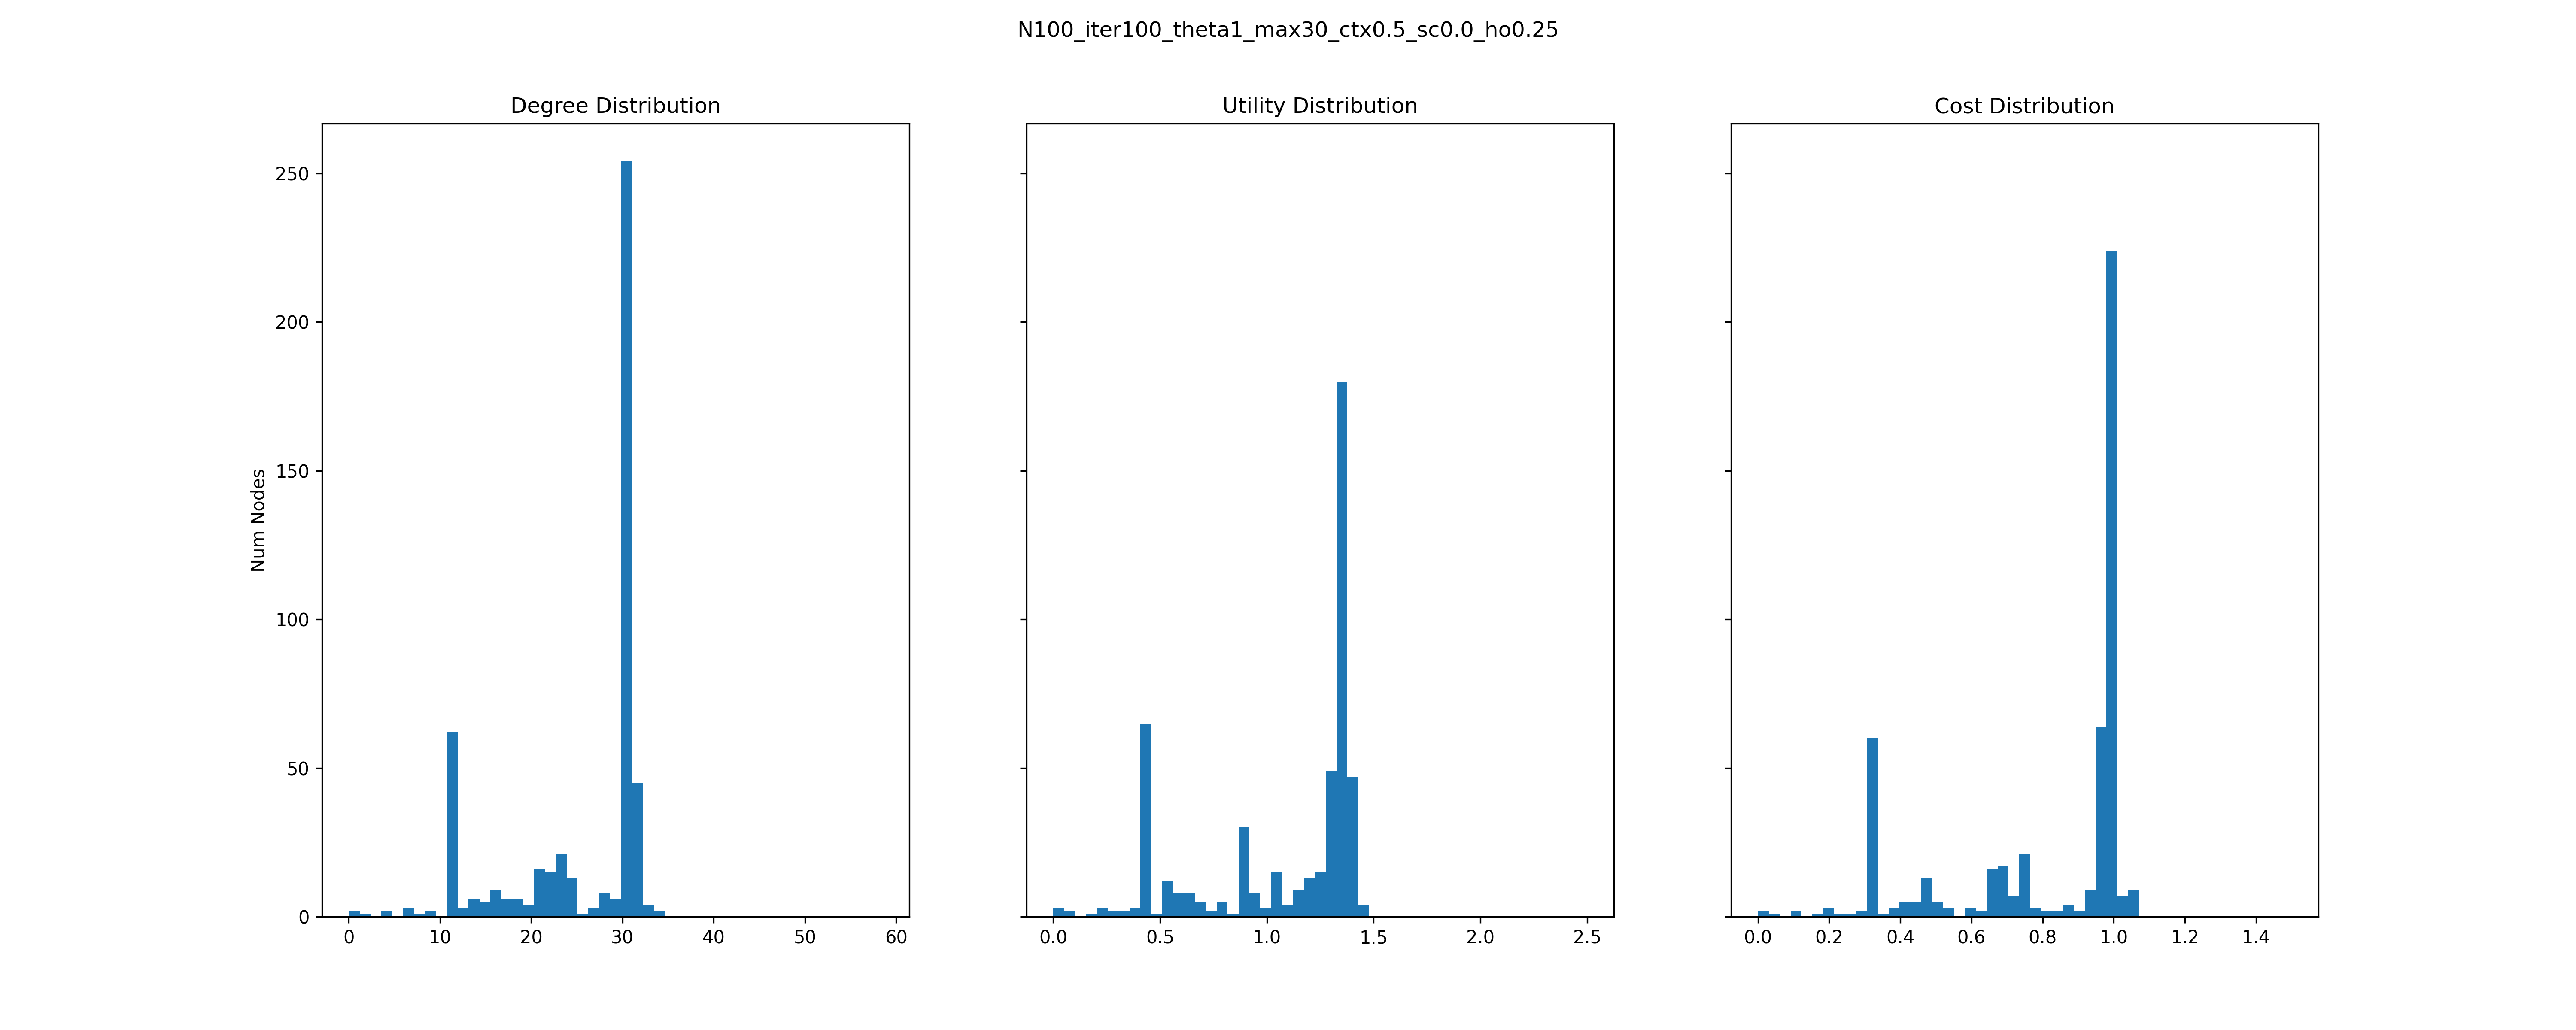 N100_iter100_theta1_max30_ctx0.5_sc0.0_ho0.25
Degree Distribution
Utility Distribution
Cost Distribution
Num Nodes
250
200
150
100
50
0
0 10 20 30 40 50 60
0.0 0.5 1.0 1.5 2.0 2.5
0.0 0.2 0.4 0.6 0.8 1.0 1.2 1.4